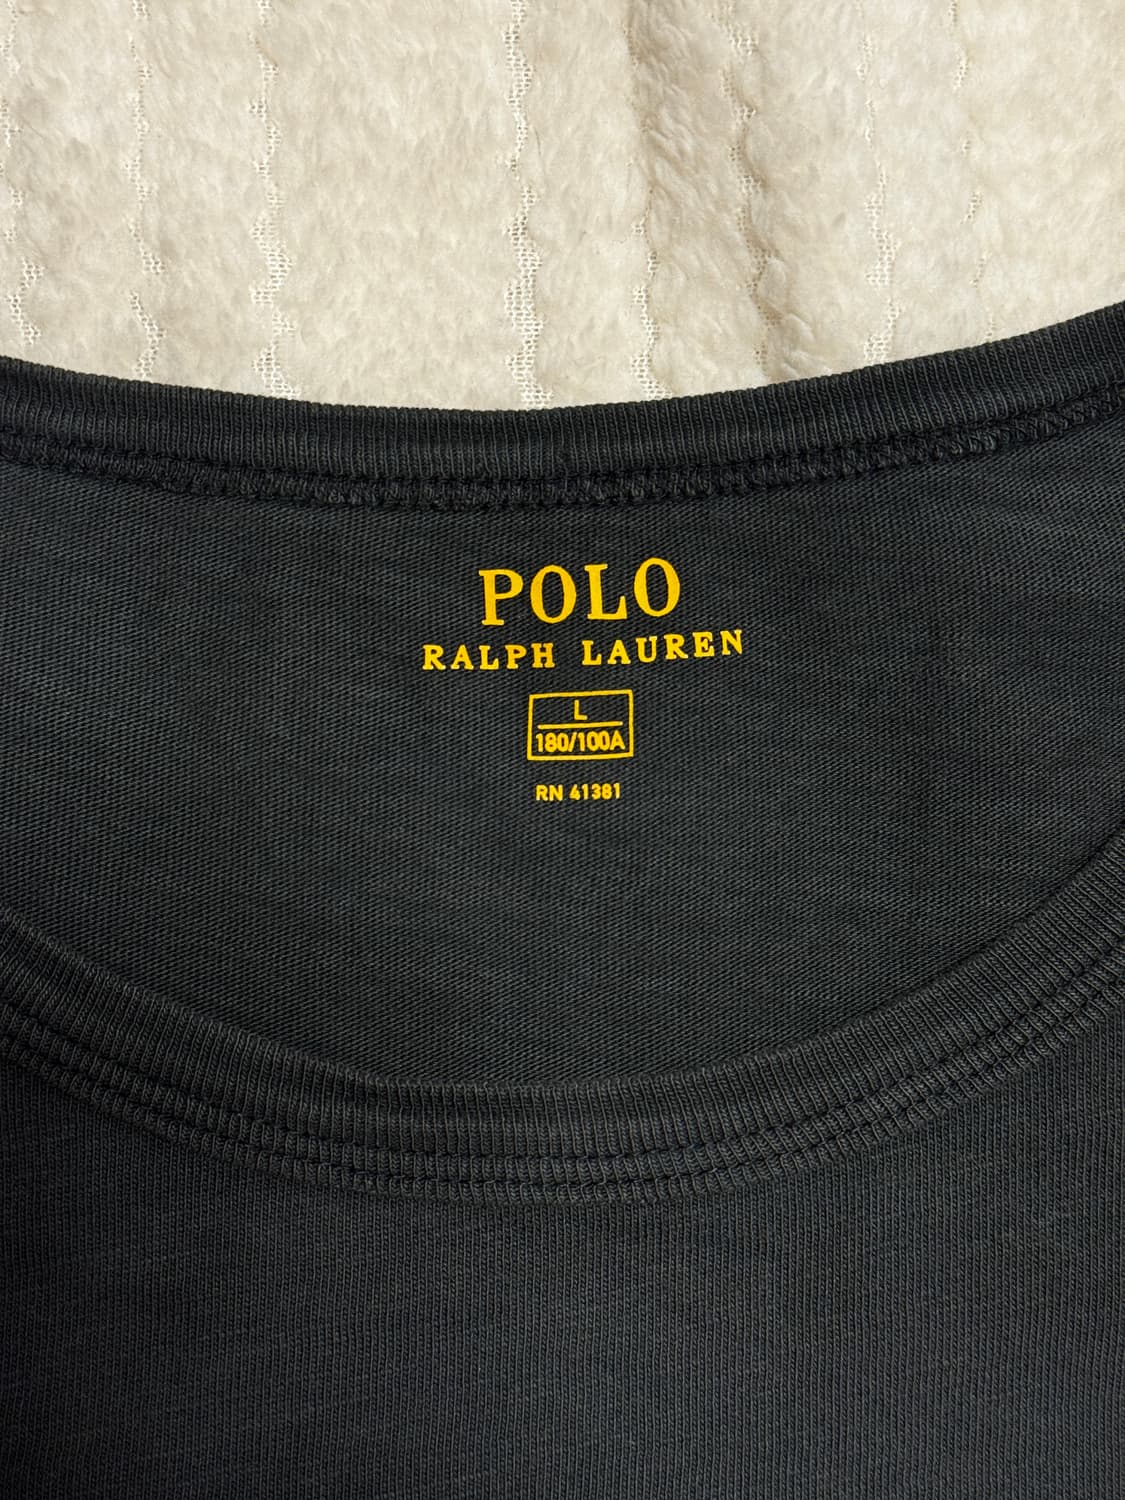 POLO
RALPH LAUREN
L
180/100A
RN 41381